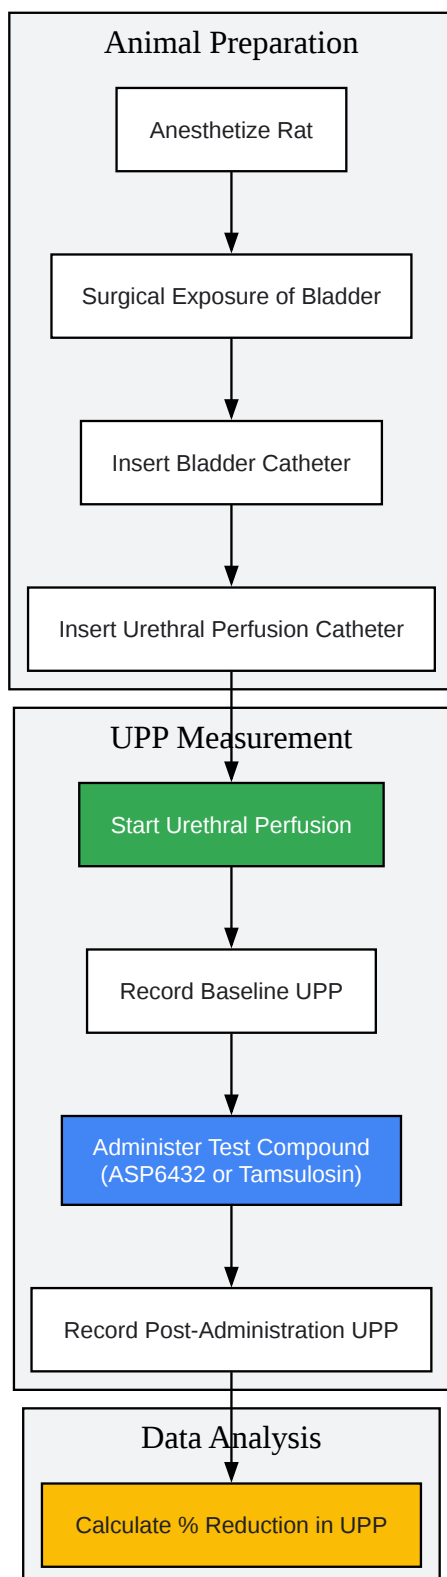 Animal Preparation
Anesthetize Rat
Surgical Exposure of Bladder
Insert Bladder Catheter
Insert Urethral Perfusion Catheter
UPP Measurement
Start Urethral Perfusion
Record Baseline UPP
Administer Test Compound
(ASP6432 or Tamsulosin)
Record Post-Administration UPP
Data Analysis
Calculate % Reduction in UPP